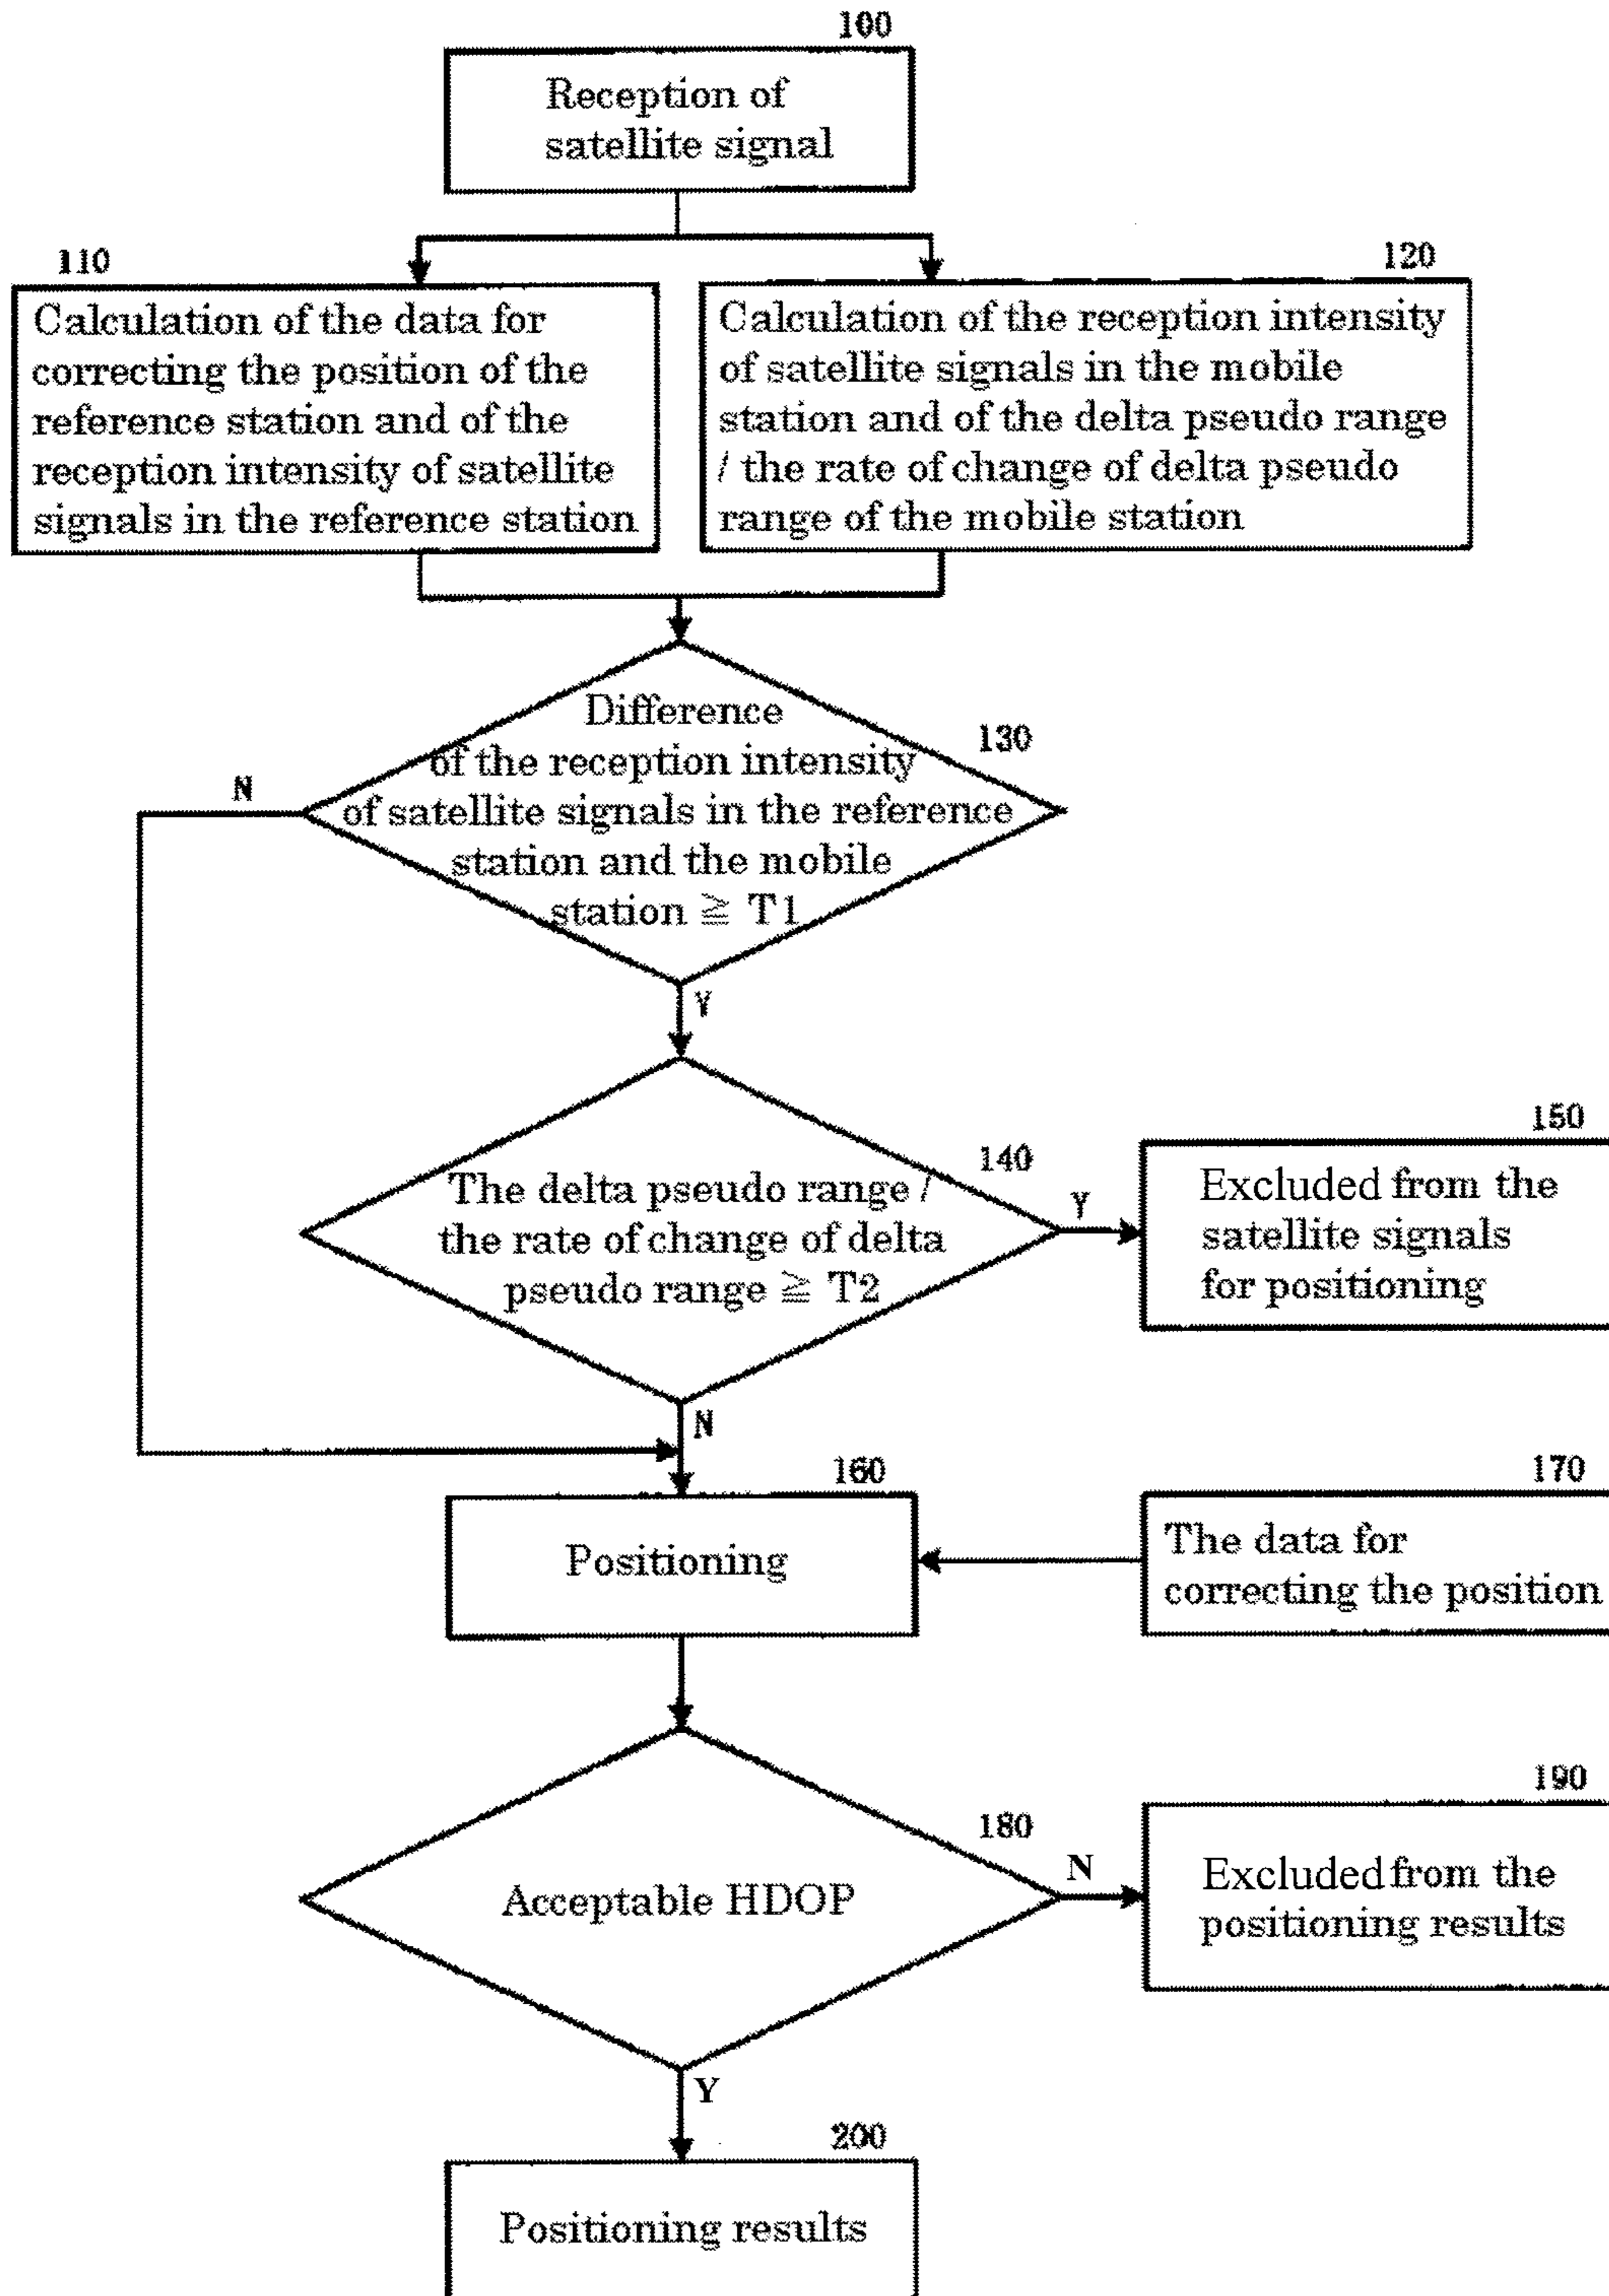 100
Reception of
satellite signal
110
Calculation of the data for
correcting the position of the
reference station and of the
reception intensity of satellite
signals in the reference station
120
Calculation of the reception intensity
of satellite signals in the mobile
station and of the delta pseudo range
/ the rate of change of delta pseudo
range of the mobile station
130
Difference
of the reception intensity
of satellite signals in the reference
station and the mobile
station ≧ T1
N
Y
140
The delta pseudo range /
the rate of change of delta
pseudo range ≧ T2
Y
150
Excluded from the
satellite signals
for positioning
N
160
Positioning
170
The data for
correcting the position
180
Acceptable HDOP
N
190
Excluded from the
positioning results
Y
200
Positioning results